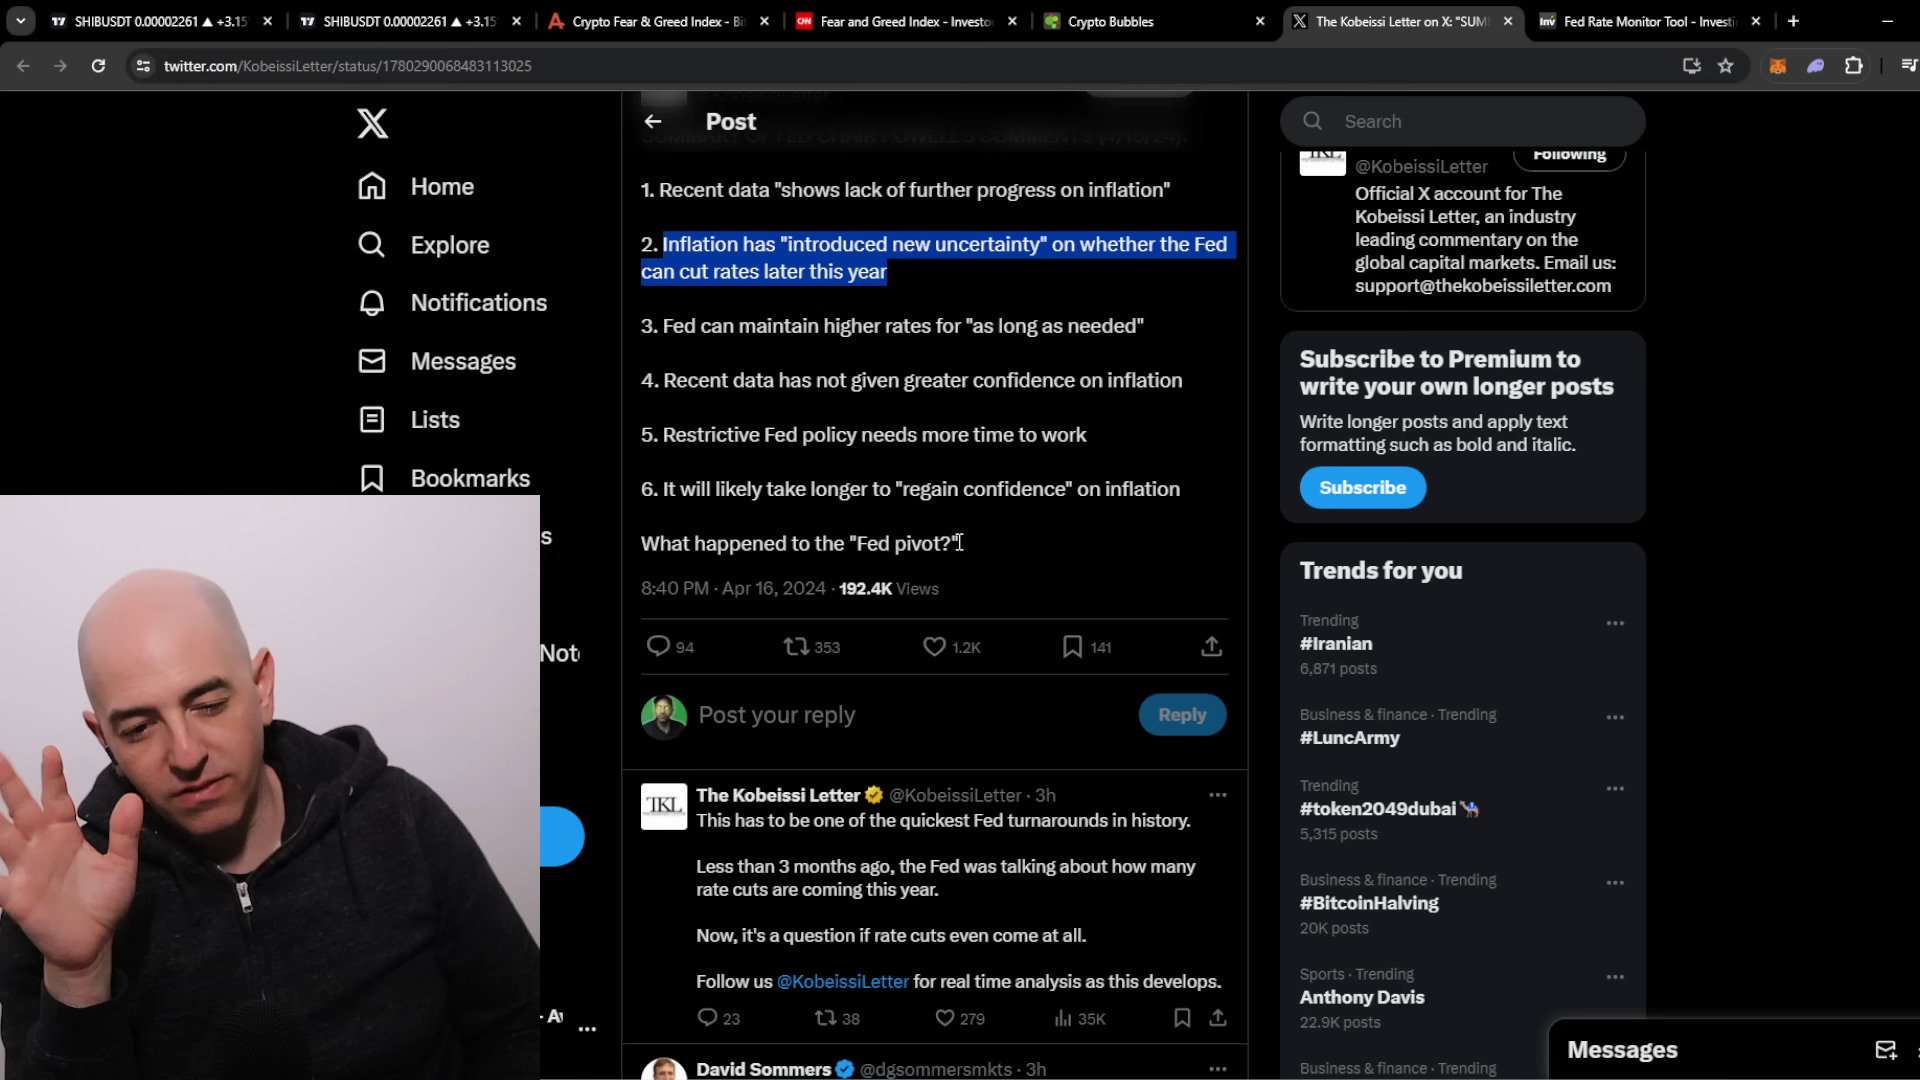 SHIBUSDT 0.00002261 ▲ +3.15
SHIBUSDT 0.00002261 ▲ +3.15
Crypto Fear & Greed Index - Bi
Fear and Greed Index - Investo
Crypto Bubbles
The Kobeissi Letter on X: "SUM
Fed Rate Monitor Tool - Investi
twitter.com/KobeissiLetter/status/1780290068483113025
Home
Explore
Notifications
Messages
Lists
Bookmarks
s
Note
Post
SUMMARY OF FED CHAIR POWELL'S COMMENTS (4/16/24):
1. Recent data "shows lack of further progress on inflation"
2. Inflation has "introduced new uncertainty" on whether the Fed
can cut rates later this year
3. Fed can maintain higher rates for "as long as needed"
4. Recent data has not given greater confidence on inflation
5. Restrictive Fed policy needs more time to work
6. It will likely take longer to "regain confidence" on inflation
What happened to the "Fed pivot?"
8:40 PM · Apr 16, 2024 · 192.4K Views
94 353 1.2K 141
Post your reply
Reply
TKL
The Kobeissi Letter @KobeissiLetter · 3h
This has to be one of the quickest Fed turnarounds in history.
Less than 3 months ago, the Fed was talking about how many
rate cuts are coming this year.
Now, it's a question if rate cuts even come at all.
Follow us @KobeissiLetter for real time analysis as this develops.
23 38 279 35K
David Sommers @dgsommersmkts · 3h
Search
TKL
@KobeissiLetter
Following
Official X account for The
Kobeissi Letter, an industry
leading commentary on the
global capital markets. Email us:
support@thekobeissiletter.com
Subscribe to Premium to
write your own longer posts
Write longer posts and apply text
formatting such as bold and italic.
Subscribe
Trends for you
Trending
#Iranian
6,871 posts
Business & finance · Trending
#LuncArmy
Trending
#token2049dubai
5,315 posts
Business & finance · Trending
#BitcoinHalving
20K posts
Sports · Trending
Anthony Davis
22.9K posts
Business & finance · Trending
Messages